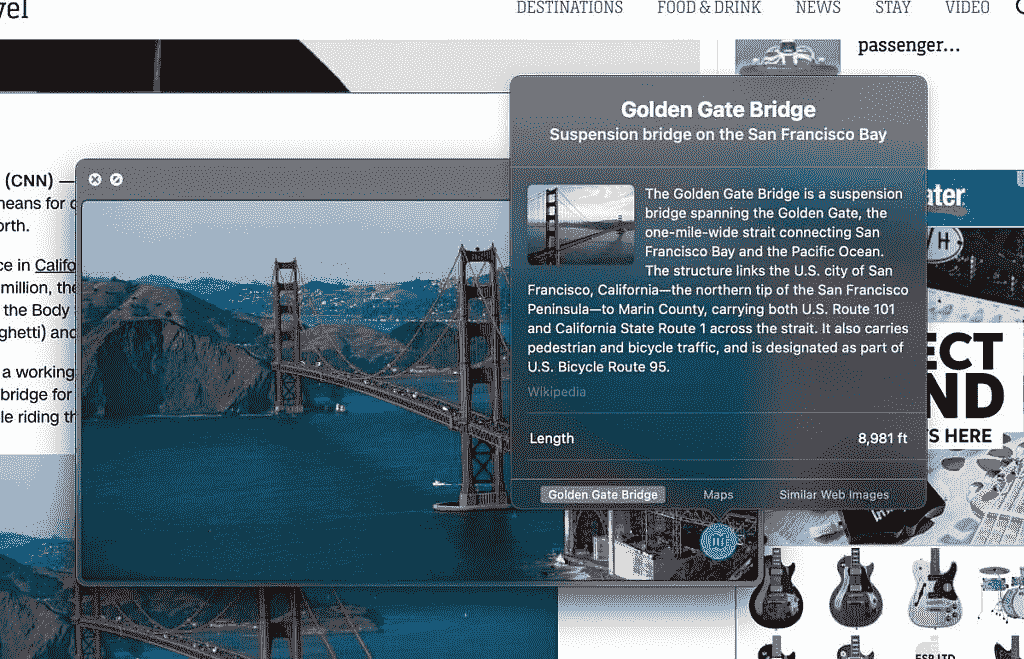 vel
DESTINATIONS
FOOD & DRINK
NEWS
STAY
VIDEO
passenger...
Golden Gate Bridge
Suspension bridge on the San Francisco Bay
The Golden Gate Bridge is a suspension
bridge spanning the Golden Gate, the
one-mile-wide strait connecting San
Francisco Bay and the Pacific Ocean.
The structure links the U.S. city of San
Francisco, California—the northern tip of the San Francisco
Peninsula—to Marin County, carrying both U.S. Route 101
and California State Route 1 across the strait. It also carries
pedestrian and bicycle traffic, and is designated as part of
U.S. Bicycle Route 95.
Wikipedia
Length 8,981 ft
Golden Gate Bridge
Maps
Similar Web Images
(CNN) —
neans for
orth.
ce in Califo
million, the
the Body
ghetti) and
a working
bridge for
le riding th
ater
ECT
ND
S HERE
ESP LTD